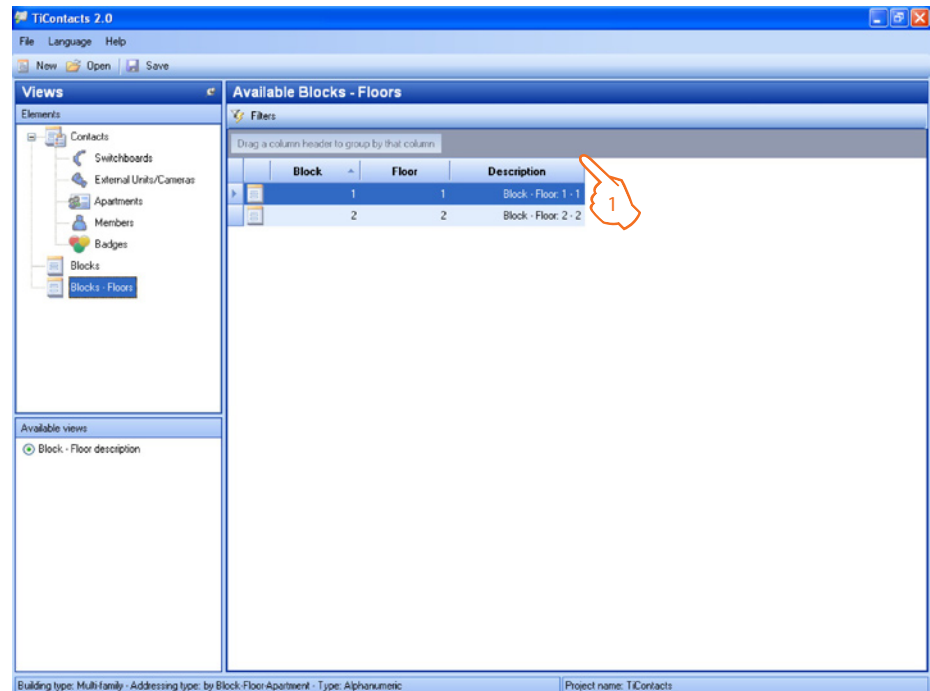 TiContacts 2.0
File Language Help
New Open Save
Views
Elements
Contacts
Switchboards
External Units/Cameras
Apartments
Members
Badges
Blocks
Blocks - Floors
Available views
Block - Floor description
Available Blocks - Floors
Filters
Drag a column header to group by that column
Block Floor Description
1 1 Block - Floor: 1 - 1
2 2 Block - Floor: 2 - 2
1
Building type: Multi-family - Addressing type: by Block-Floor-Apartment - Type: Alphanumeric
Project name: TiContacts